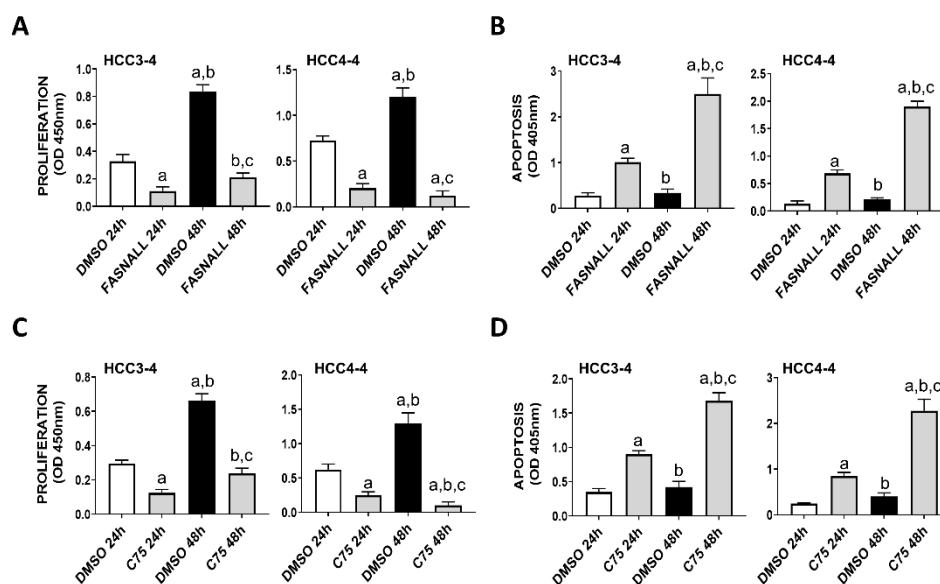 A
HCC3-4
PROLIFERATION
(OD 450nm)
1.0
0.8
0.6
0.4
0.2
0.0
a
a,b
b,c
DMSO 24h
FASNALL 24h
DMSO 48h
FASNALL 48h
HCC4-4
1.5
1.0
0.5
0.0
a
a,b
a,c
DMSO 24h
FASNALL 24h
DMSO 48h
FASNALL 48h
B
HCC3-4
APOPTOSIS
(OD 405nm)
3
2
1
0
a
b
a,b,c
DMSO 24h
FASNALL 24h
DMSO 48h
FASNALL 48h
HCC4-4
2.5
2.0
1.5
1.0
0.5
0.0
a
b
a,b,c
DMSO 24h
FASNALL 24h
DMSO 48h
FASNALL 48h
C
HCC3-4
PROLIFERATION
(OD 450nm)
0.8
0.6
0.4
0.2
0.0
a
a,b
b,c
DMSO 24h
C75 24h
DMSO 48h
C75 48h
HCC4-4
2.0
1.5
1.0
0.5
0.0
a
a,b
a,b,c
DMSO 24h
C75 24h
DMSO 48h
C75 48h
D
HCC3-4
APOPTOSIS
(OD 405nm)
2.0
1.5
1.0
0.5
0.0
a
b
a,b,c
DMSO 24h
C75 24h
DMSO 48h
C75 48h
HCC4-4
3
2
1
0
a
b
a,b,c
DMSO 24h
C75 24h
DMSO 48h
C75 48h